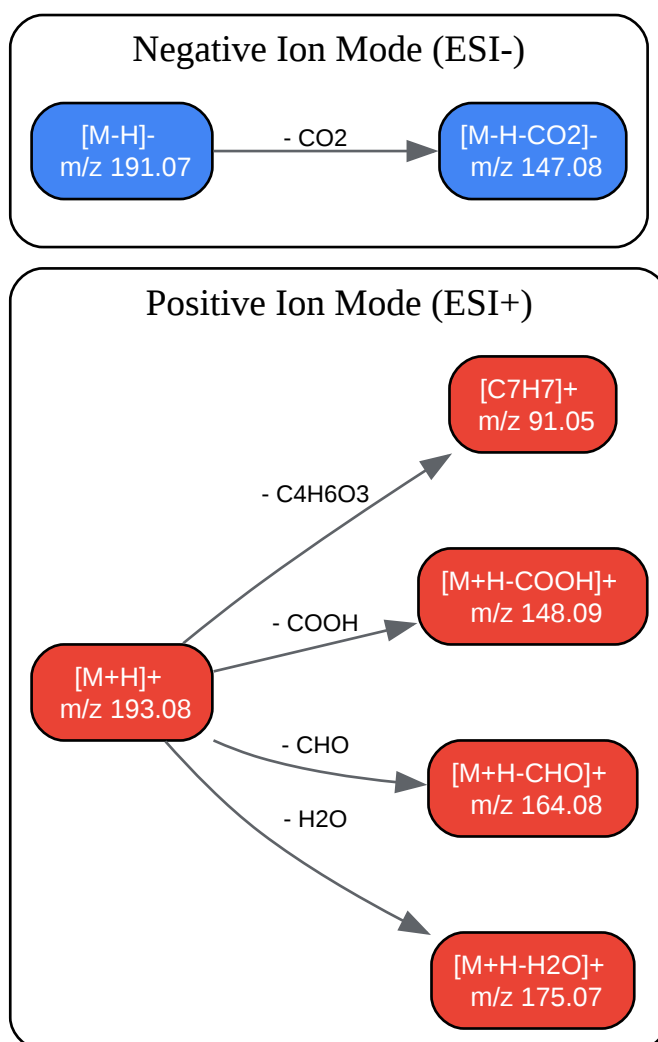 Negative Ion Mode (ESI-)
[M-H]-
m/z 191.07
- CO2
[M-H-CO2]-
m/z 147.08
Positive Ion Mode (ESI+)
[C7H7]+
m/z 91.05
- C4H6O3
[M+H-COOH]+
m/z 148.09
- COOH
[M+H]+
m/z 193.08
- CHO
[M+H-CHO]+
m/z 164.08
- H2O
[M+H-H2O]+
m/z 175.07